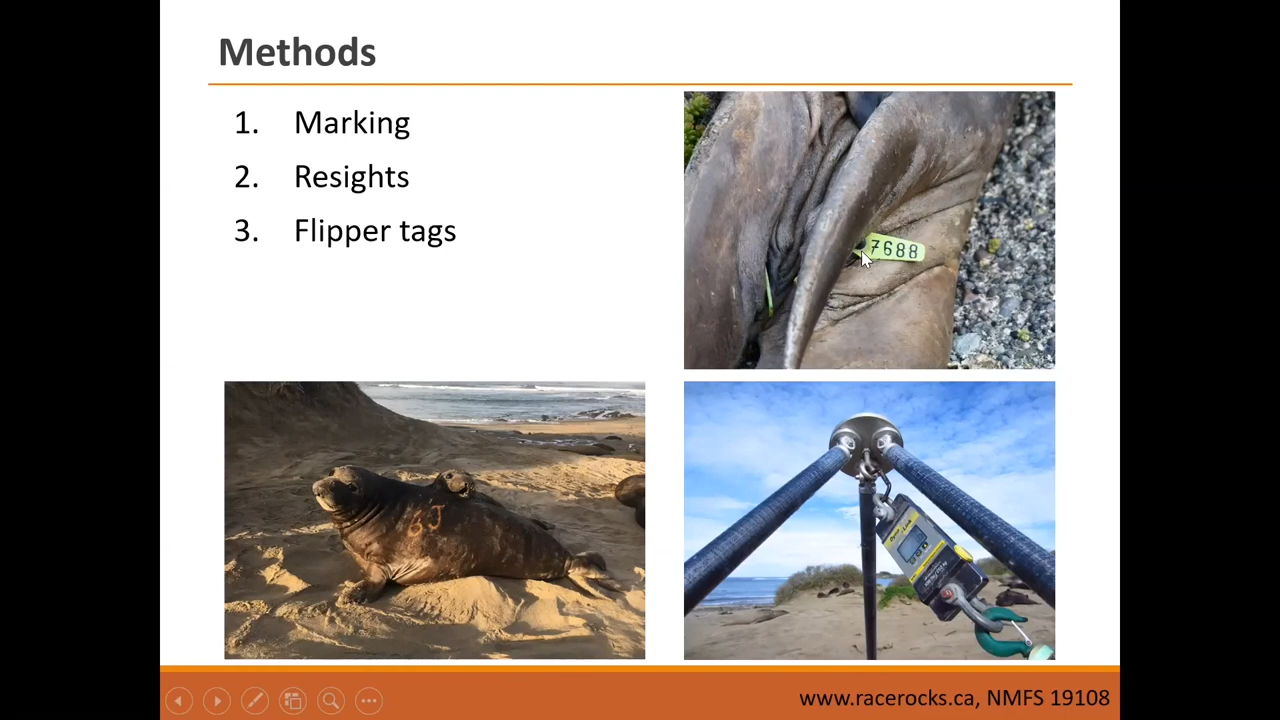 Methods
1. Marking
2. Resights
3. Flipper tags
7688
www.racerocks.ca, NMFS 19108